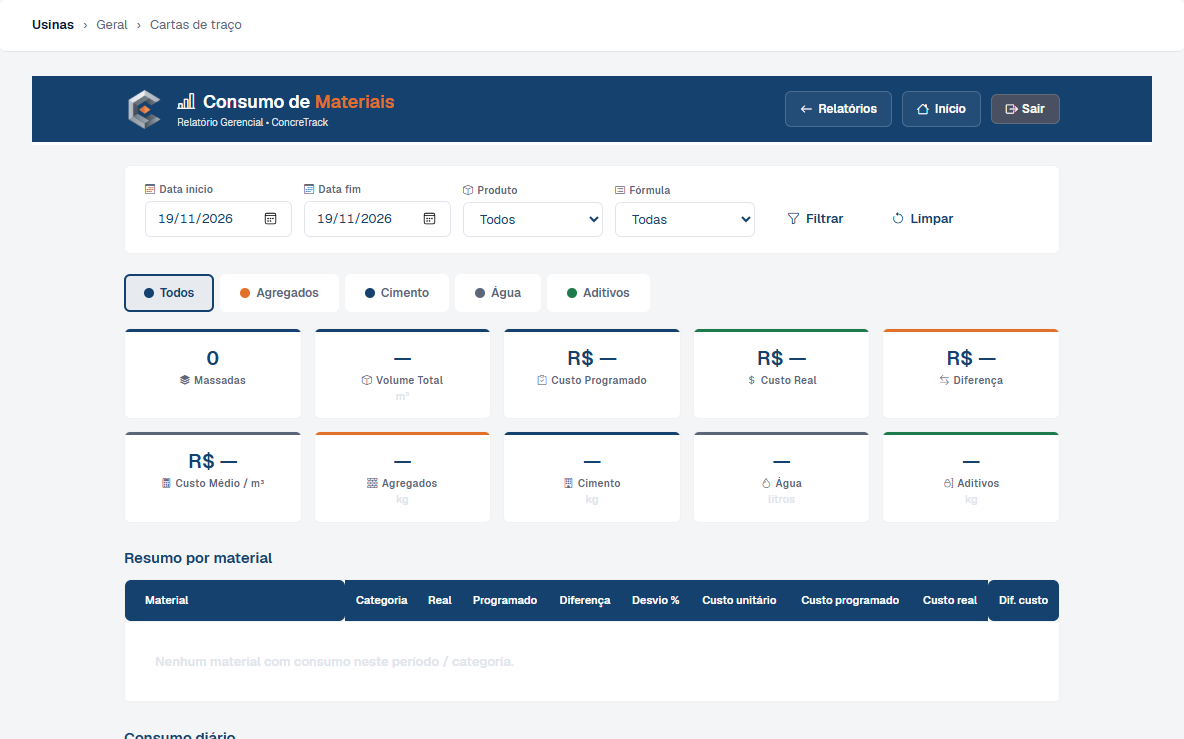 Usinas › Geral › Cartas de traço
Consumo de Materiais
Relatório Gerencial • ConcreTrack
← Relatórios
Início
Sair
Data início
Data fim
Produto
Fórmula
19/11/2026
19/11/2026
Todos
Todas
Filtrar
Limpar
Todos
Agregados
Cimento
Água
Aditivos
0
Massadas
—
Volume Total
m³
R$ —
Custo Programado
R$ —
$ Custo Real
R$ —
Diferença
R$ —
Custo Médio / m³
—
Agregados
kg
—
Cimento
kg
—
Água
litros
—
Aditivos
kg
Resumo por material
Material Categoria Real Programado Diferença Desvio % Custo unitário Custo programado Custo real Dif. custo
Nenhum material com consumo neste período / categoria.
Consumo diário